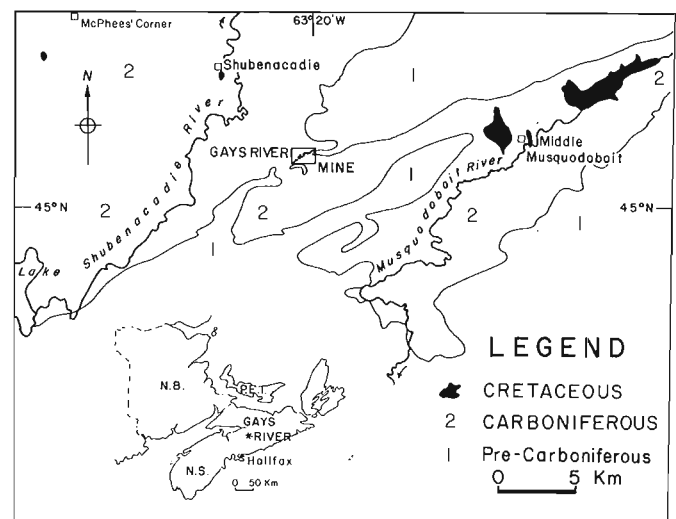 McPhees' Corner
63°20'W
N
2
Shubenacadie
1
2
Shubenacadie River
GAYS RIVER
MINE
Middle
Musquodoboit
1
Musquodoboit River
45°N
2
2
2
45°N
1
1
Lake
LEGEND
CRETACEOUS
2 CARBONIFEROUS
1 Pre-Carboniferous
0 5 Km
N.B.
P.E.I.
GAYS
*RIVER
Halifax
N.S.
0 50 Km